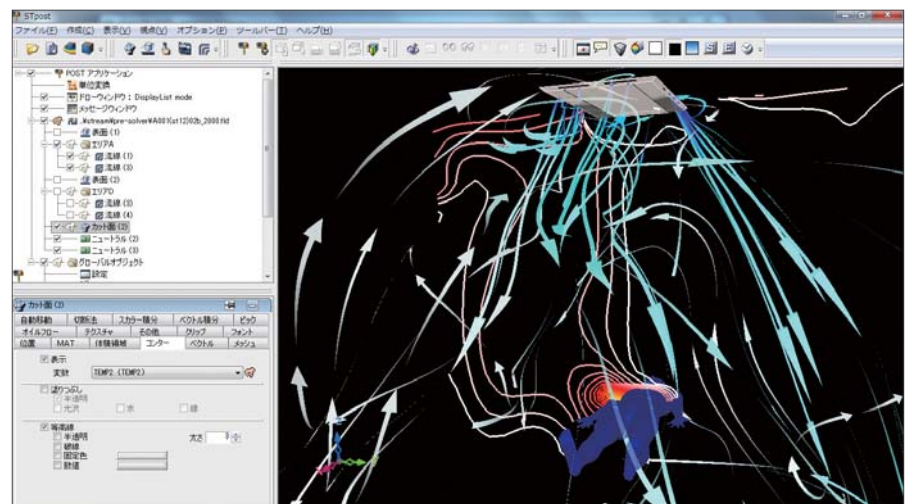 STpost
ファイル(F) 作成(C) 表示(V) 視点(V) オプション(P) ツールバー(T) ヘルプ(H)
POST アプリケーション
単位変換
ドローウィンドウ : DisplayList mode
メッセージウィンドウ
表面 (1)
エリアA
流線 (1)
流線 (3)
表面 (2)
エリアD
流線 (3)
流線 (4)
カット面 (3)
ニュートラル (2)
ニュートラル (3)
グローバルオブジェクト
設定
カット面 (3)
自動移動 切断法 スカラー積分 ベクトル積分 ピック
オイルフロー テクスチャ その他 クリップ フォント
位置 MAT 体積領域 コンター ベクトル メッシュ
表示
変数 TEMP2 (TEMP2)
塗りつぶし
半透明
光沢 水 線
等高線
半透明 太さ
破線
固定色
数値